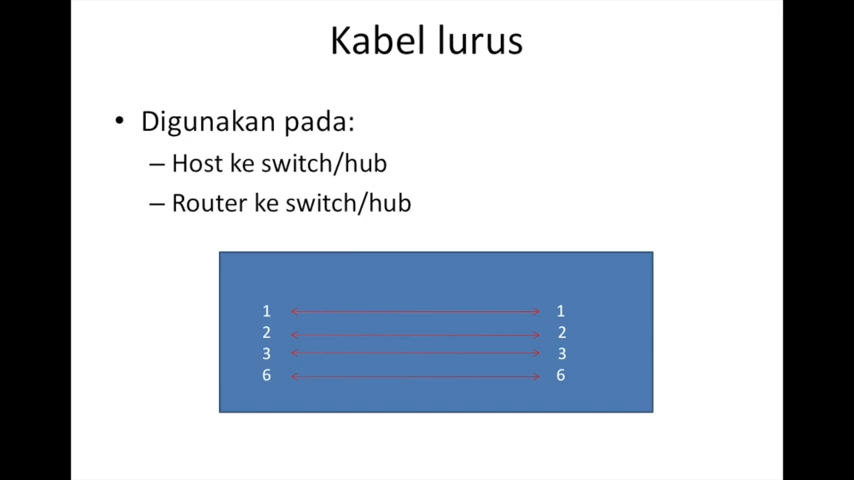 Kabel lurus
• Digunakan pada:
– Host ke switch/hub
– Router ke switch/hub
1 1
2 2
3 3
6 6